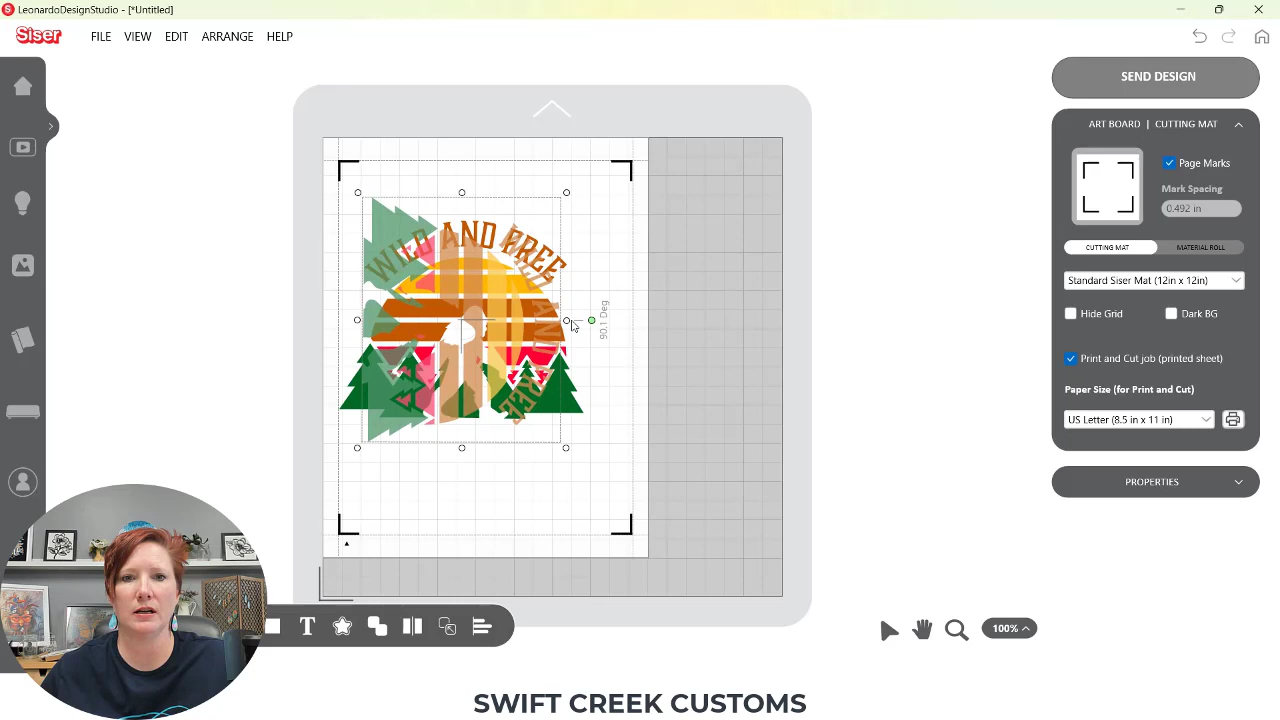 LeonardoDesignStudio - [*Untitled]
Siser
FILE VIEW EDIT ARRANGE HELP
SEND DESIGN
ART BOARD | CUTTING MAT
Page Marks
Mark Spacing
0.492 in
CUTTING MAT MATERIAL ROLL
Standard Siser Mat (12in x 12in)
Hide Grid Dark BG
Print and Cut job (printed sheet)
Paper Size (for Print and Cut)
US Letter (8.5 in x 11 in)
PROPERTIES
WILD AND FREE
WILD AND FREE
90.1 Deg
T
100%
SWIFT CREEK CUSTOMS